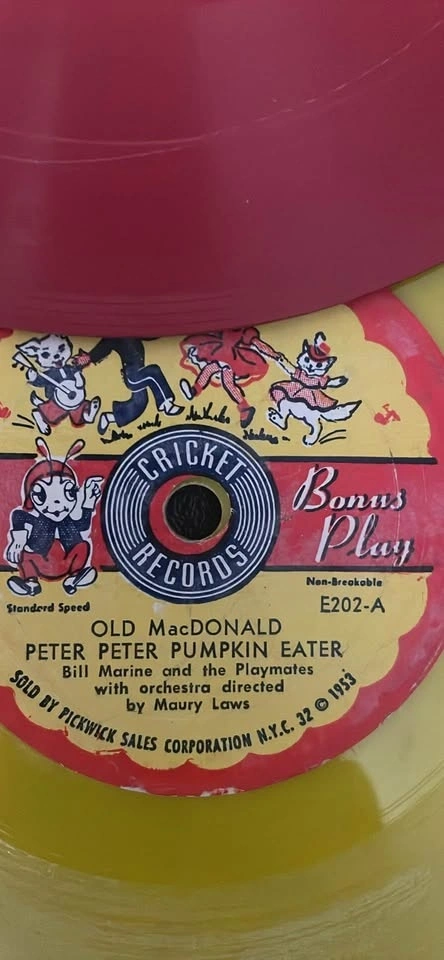 CRICKET
RECORDS
Bonus
Play
Non-Breakable
E202-A
Standard Speed
OLD MacDONALD
PETER PETER PUMPKIN EATER
Bill Marine and the Playmates
with orchestra directed
by Maury Laws
SOLD BY PICKWICK SALES CORPORATION N.Y.C. 32 © 1953